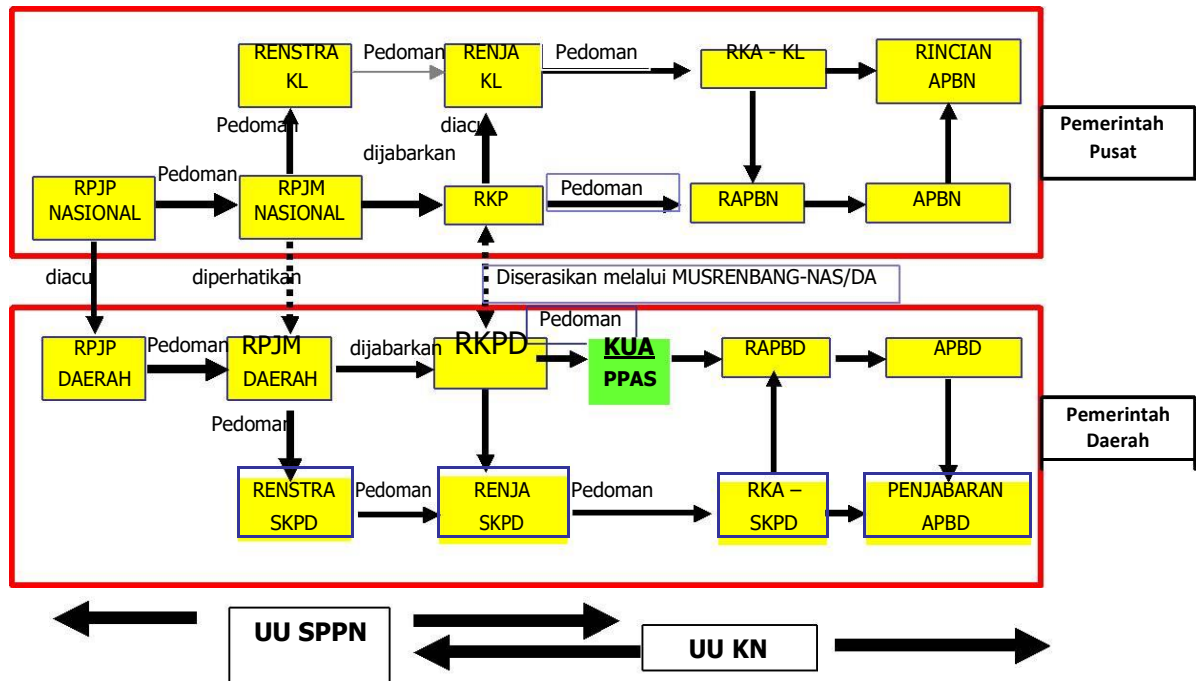 RENSTRA
KL
Pedoman
RENJA
KL
Pedoman
RKA - KL
RINCIAN
APBN
Pemerintah
Pusat
Pedoman
diacu
dijabarkan
RPJP
NASIONAL
Pedoman
RPJM
NASIONAL
RKP
Pedoman
RAPBN
APBN
diacu
diperhatikan
Diserasikan melalui MUSRENBANG-NAS/DA
RPJP
DAERAH
Pedoman
RPJM
DAERAH
dijabarkan
RKPD
Pedoman
KUA
PPAS
RAPBD
APBD
Pemerintah
Daerah
Pedoman
RENSTRA
SKPD
Pedoman
RENJA
SKPD
Pedoman
RKA –
SKPD
PENJABARAN
APBD
UU SPPN
UU KN